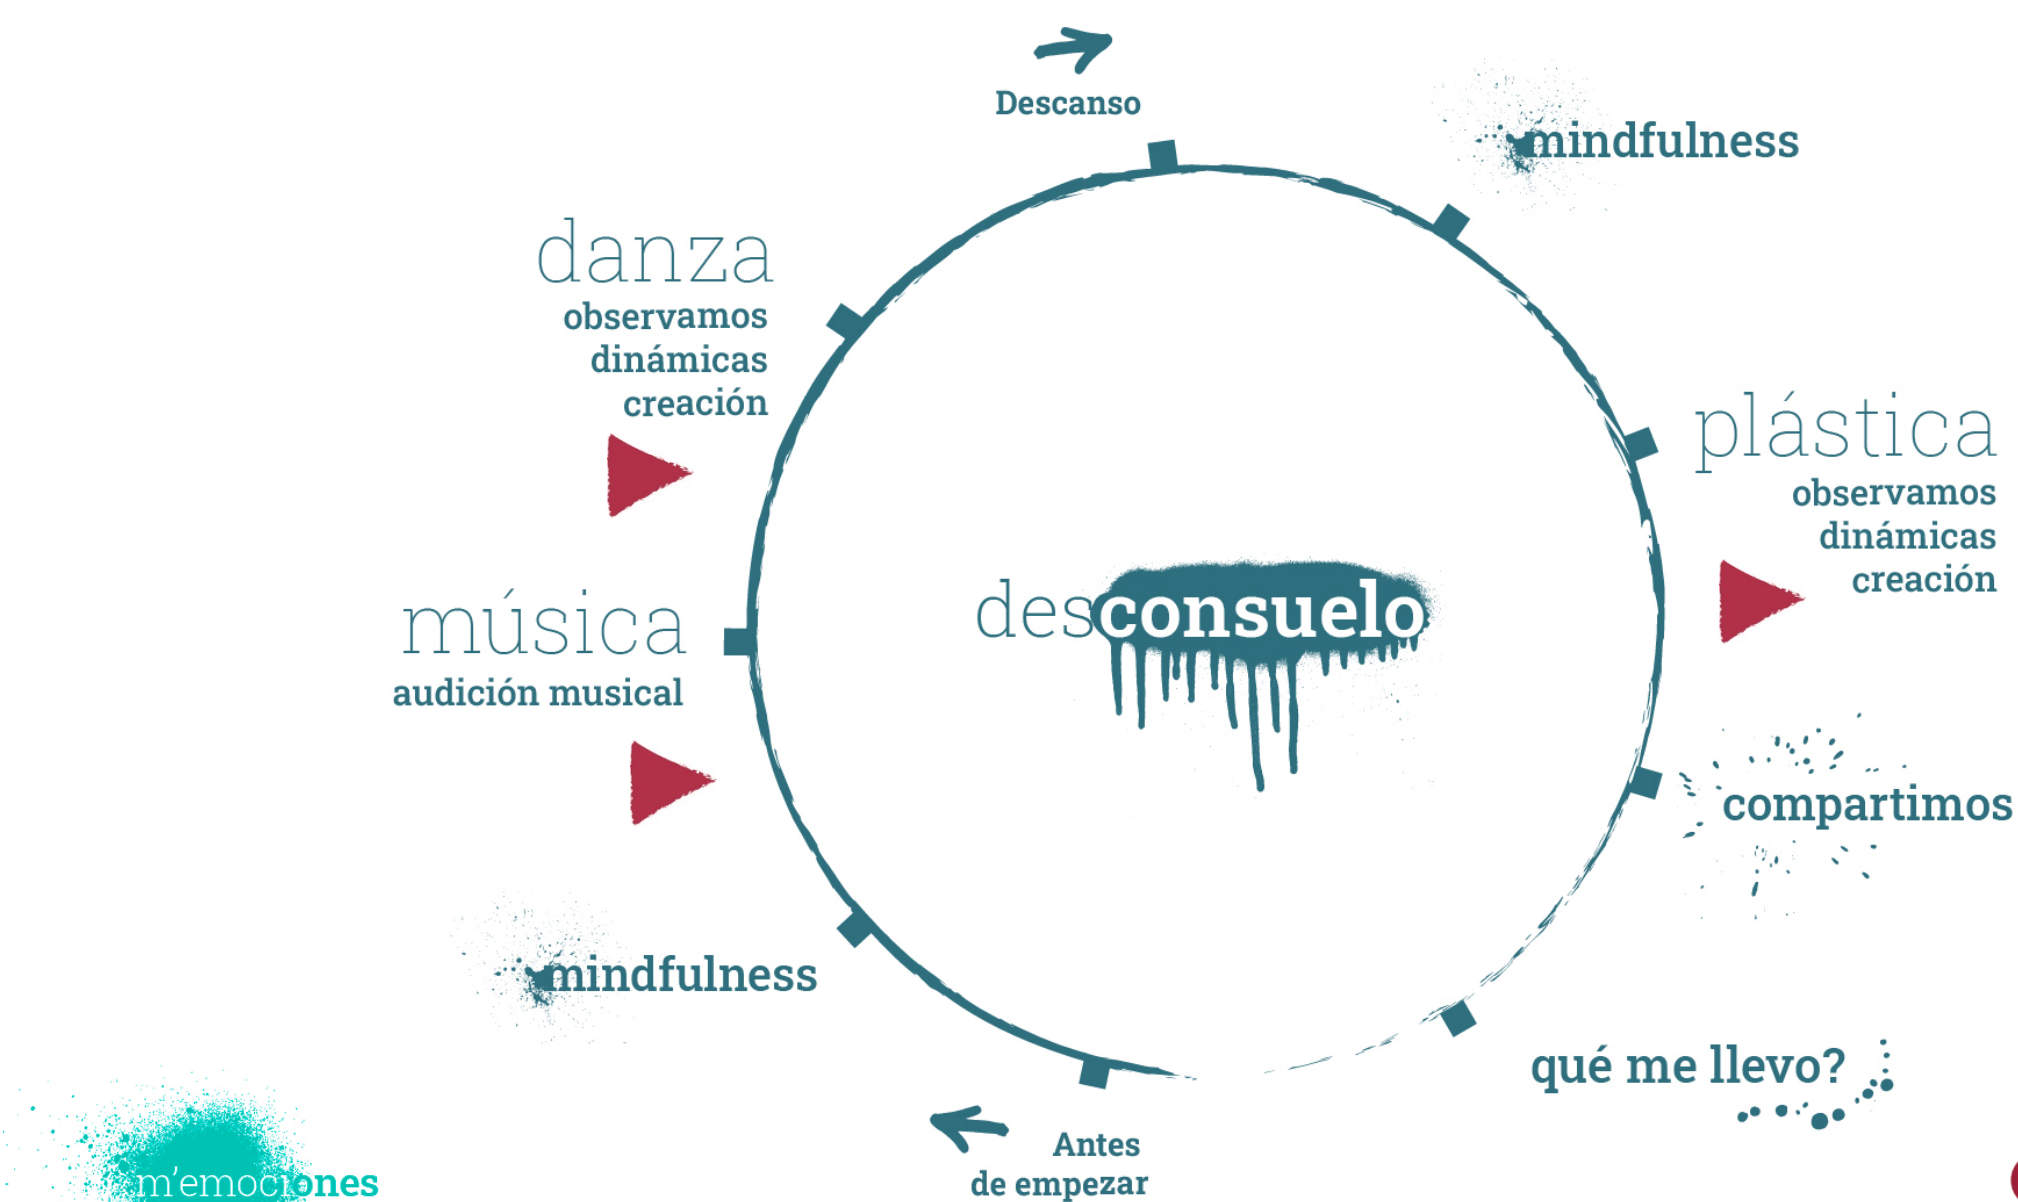 Descanso
mindfulness
danza
observamos
dinámicas
creación
plástica
observamos
dinámicas
creación
desconsuelo
música
audición musical
compartimos
mindfulness
qué me llevo?
Antes
de empezar
m'emociones